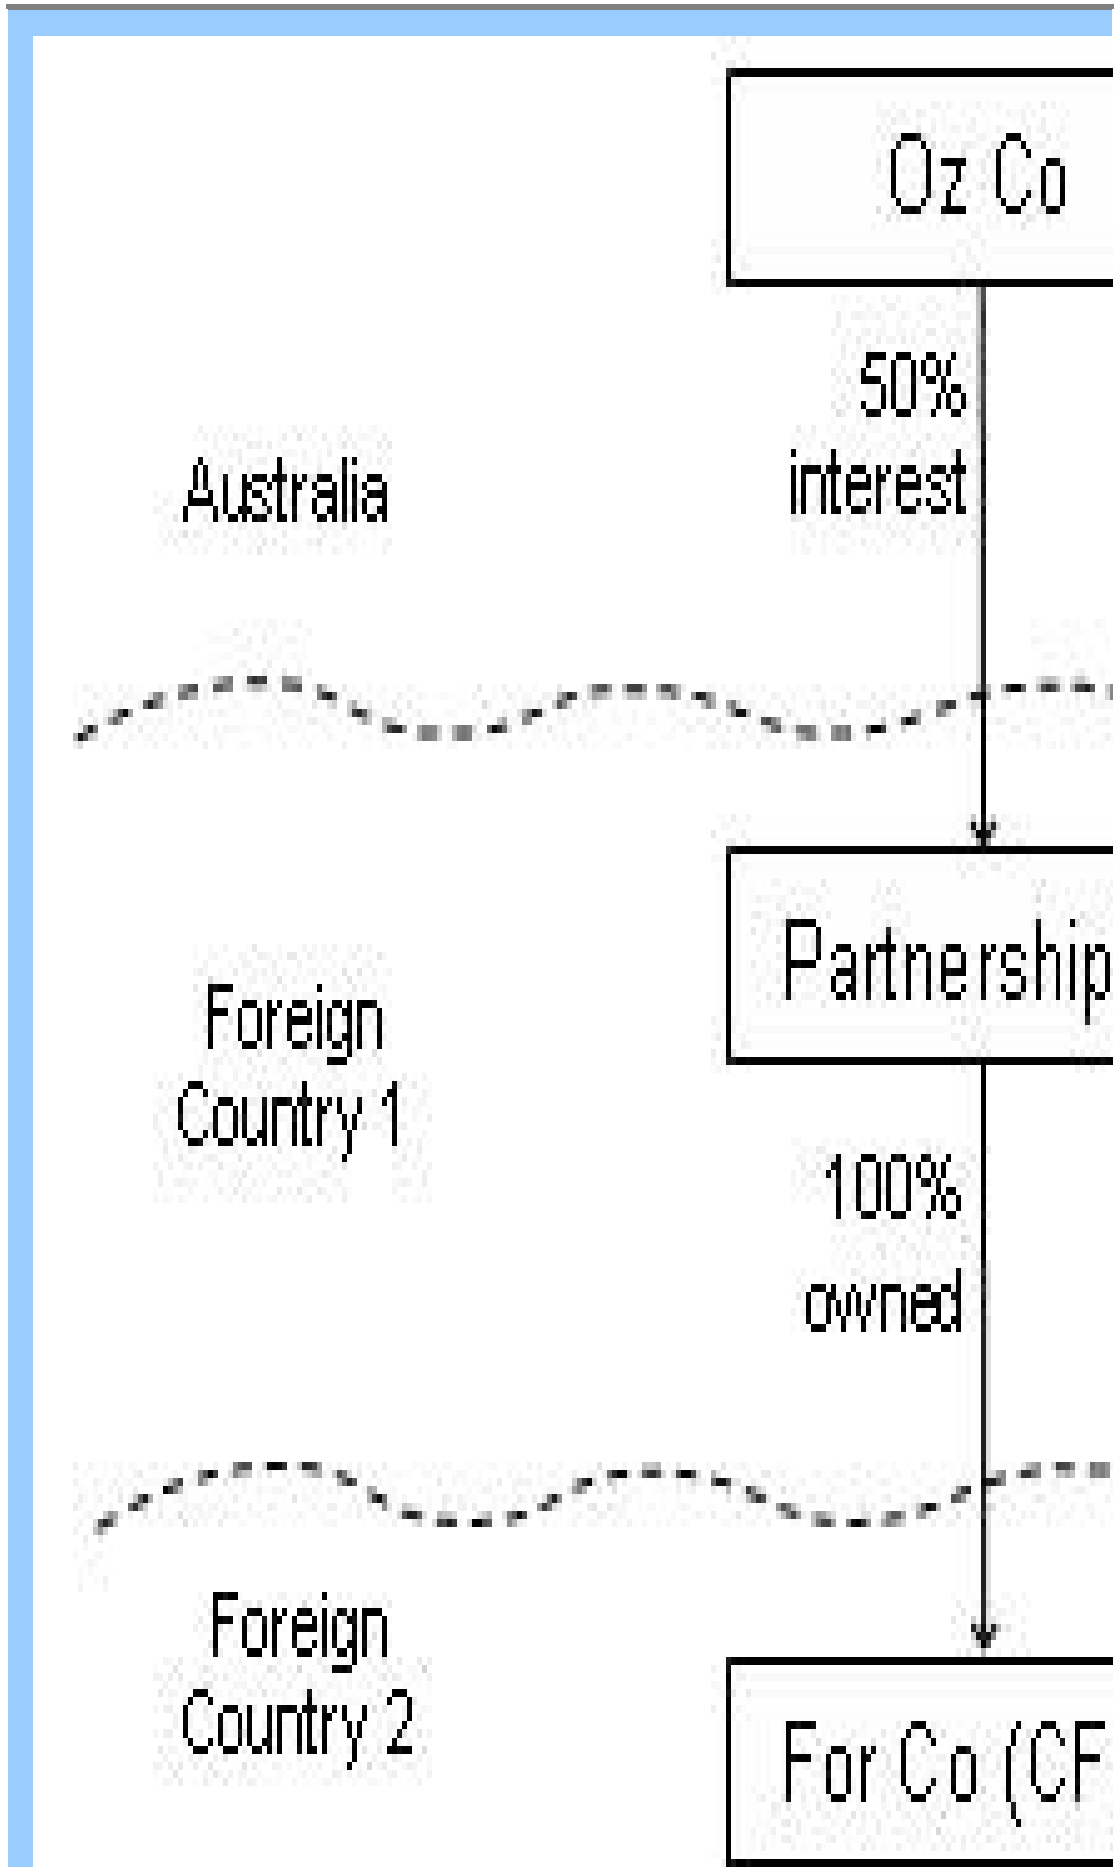 Oz Co
50%
interest
Australia
Partnership
Foreign
Country 1
100%
owned
Foreign
Country 2
For Co (CF